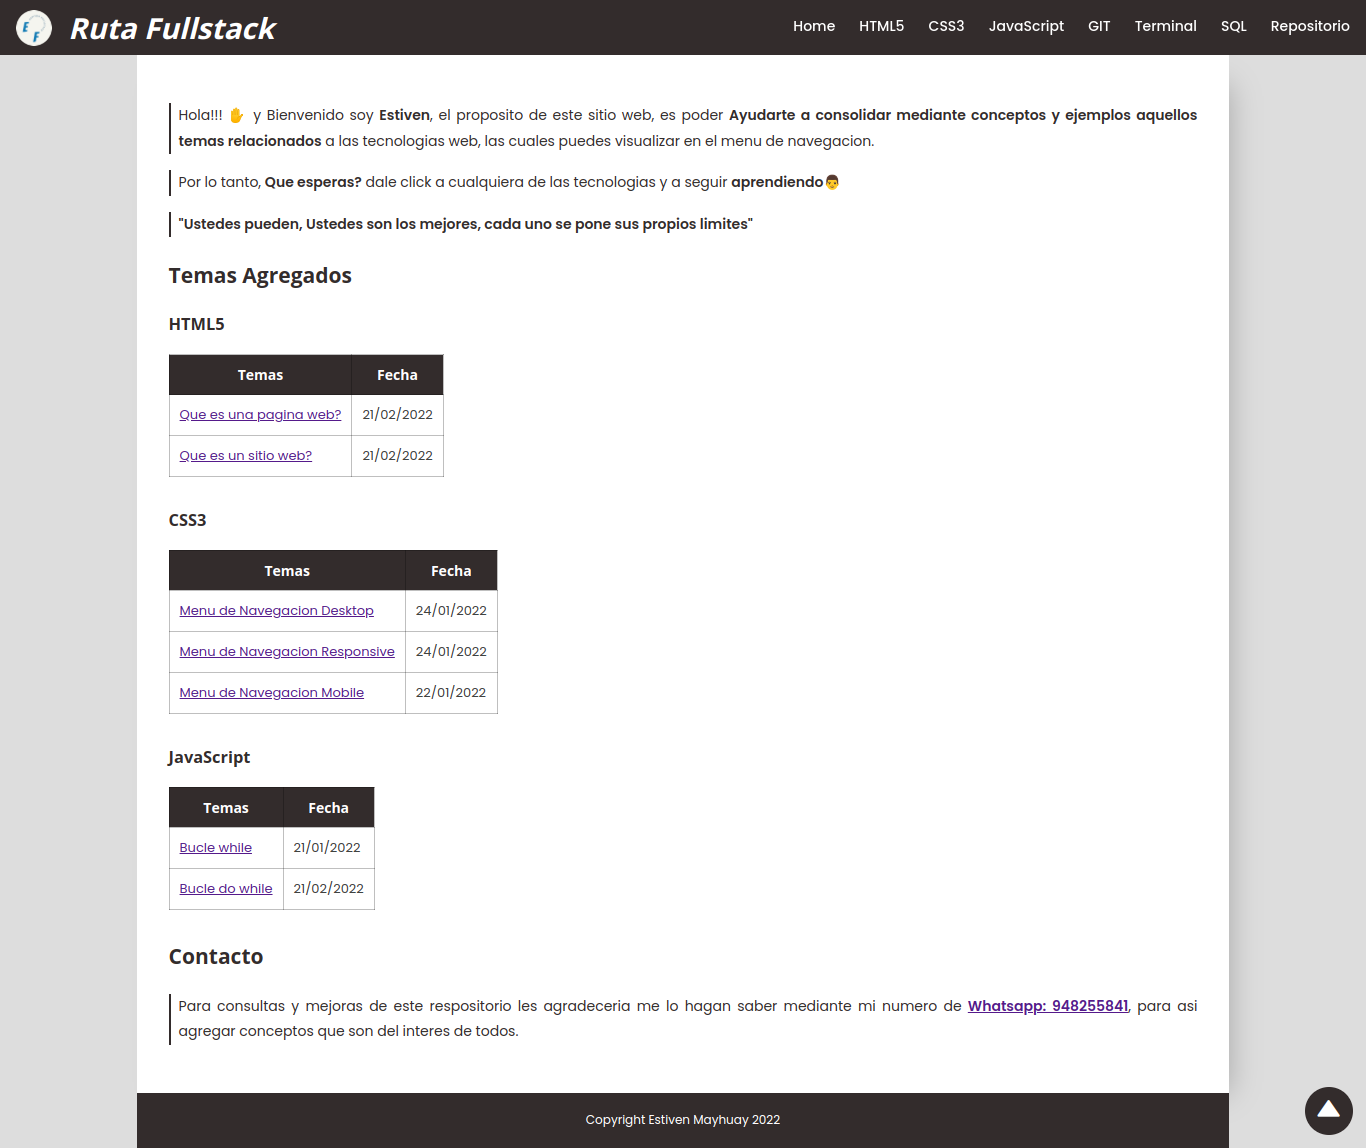 E F
Ruta Fullstack
Home HTML5 CSS3 JavaScript GIT Terminal SQL Repositorio
Hola!!! ✋ y Bienvenido soy Estiven, el proposito de este sitio web, es poder Ayudarte a consolidar mediante conceptos y ejemplos aquellos
temas relacionados a las tecnologias web, las cuales puedes visualizar en el menu de navegacion.
Por lo tanto, Que esperas? dale click a cualquiera de las tecnologias y a seguir aprendiendo👨
"Ustedes pueden, Ustedes son los mejores, cada uno se pone sus propios limites"
Temas Agregados
HTML5
Temas Fecha
Que es una pagina web? 21/02/2022
Que es un sitio web? 21/02/2022
CSS3
Temas Fecha
Menu de Navegacion Desktop 24/01/2022
Menu de Navegacion Responsive 24/01/2022
Menu de Navegacion Mobile 22/01/2022
JavaScript
Temas Fecha
Bucle while 21/01/2022
Bucle do while 21/02/2022
Contacto
Para consultas y mejoras de este respositorio les agradeceria me lo hagan saber mediante mi numero de Whatsapp: 948255841, para asi
agregar conceptos que son del interes de todos.
Copyright Estiven Mayhuay 2022